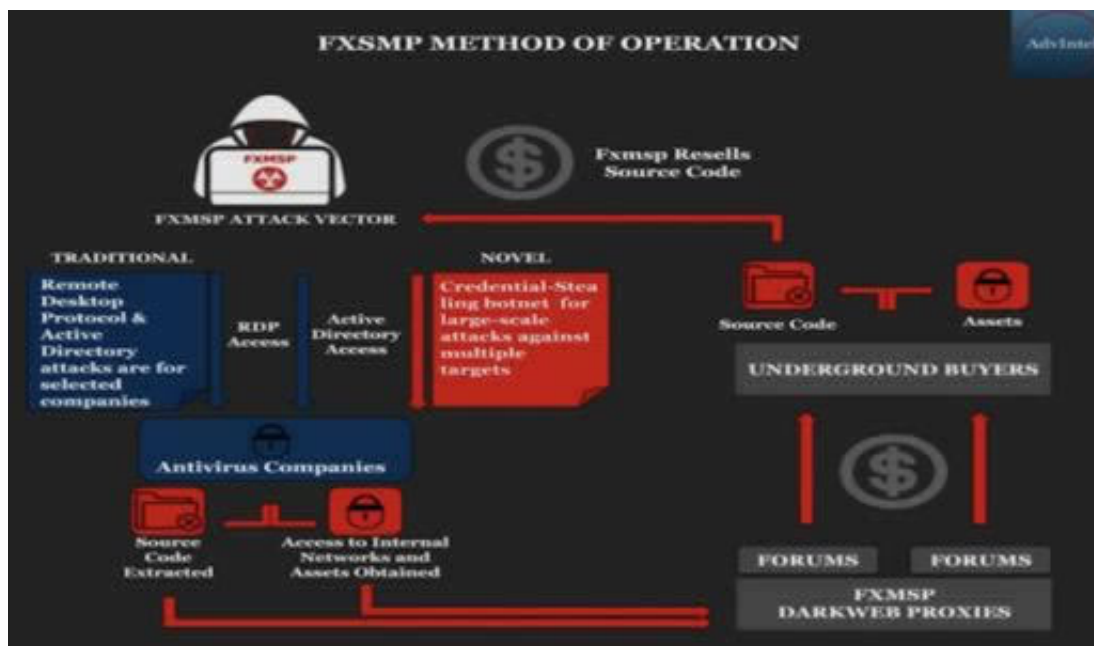 FXSMP METHOD OF OPERATION
AdvIntel
FXMSP
FXMSP ATTACK VECTOR
Fxmsp Resells
Source Code
TRADITIONAL
Remote
Desktop
Protocol &
Active
Directory
attacks are for
selected
companies
RDP
Access
Active
Directory
Access
NOVEL
Credential-Stea
ling botnet for
large-scale
attacks against
multiple
targets
Antivirus Companies
Source
Code
Extracted
Access to Internal
Networks and
Assets Obtained
Source Code
Assets
UNDERGROUND BUYERS
FORUMS
FORUMS
FXMSP
DARKWEB PROXIES